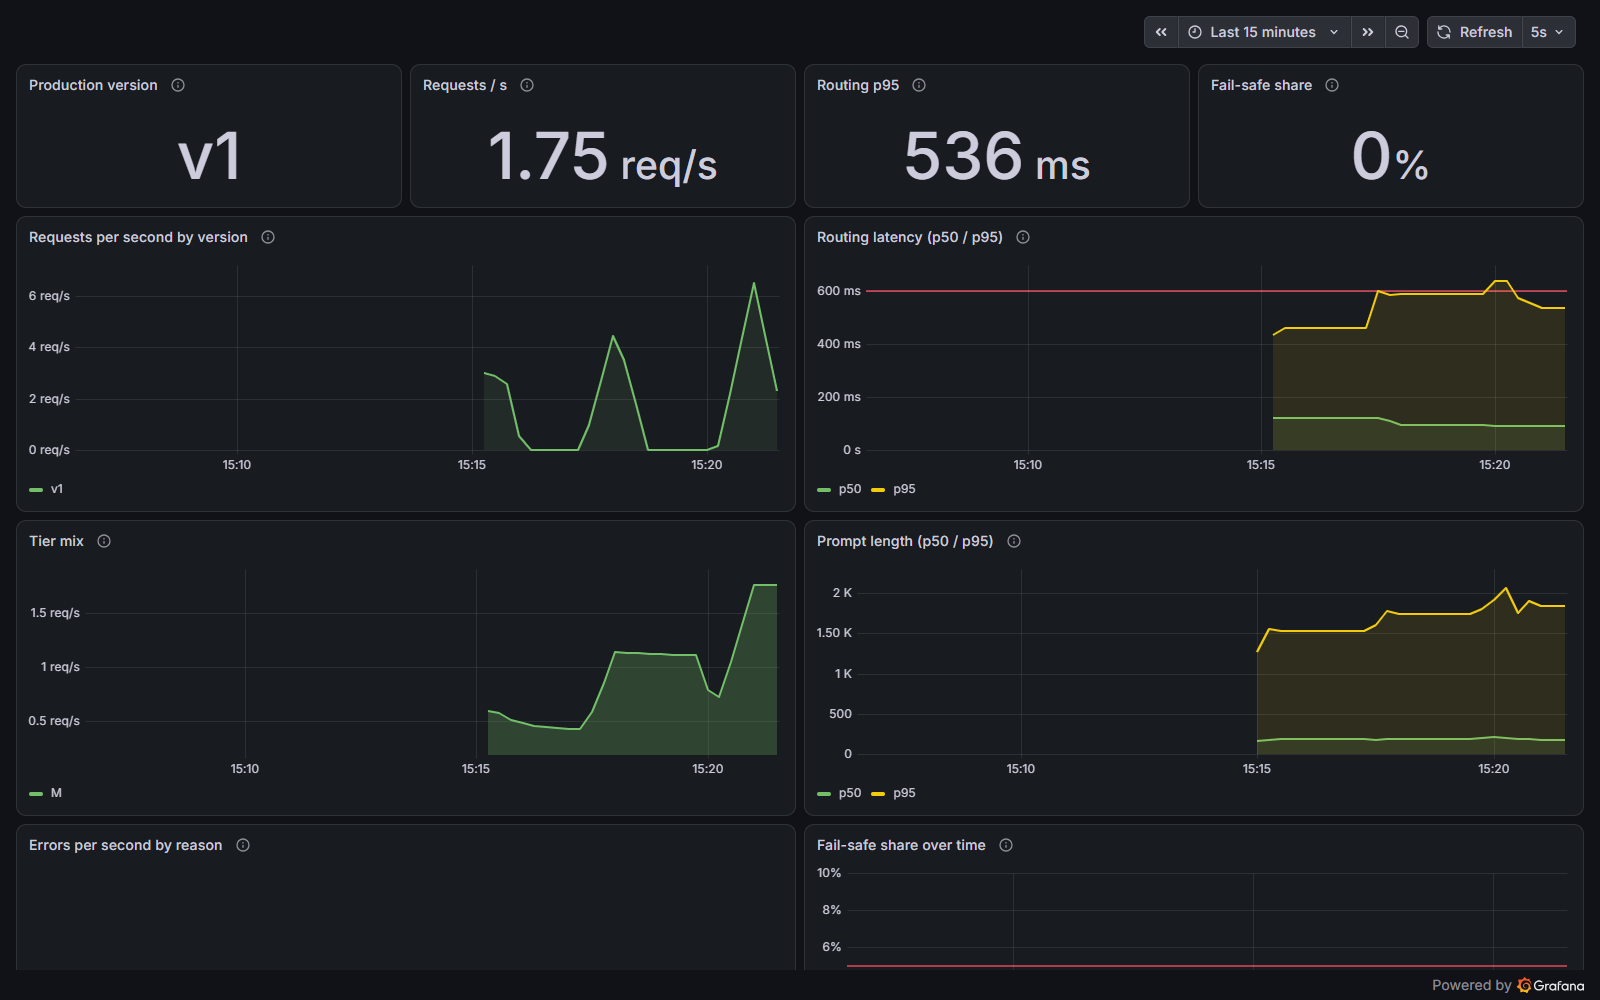 Last 15 minutes
Refresh
5s
Production version
v1
Requests / s
1.75 req/s
Routing p95
536 ms
Fail-safe share
0%
Requests per second by version
6 req/s
4 req/s
2 req/s
0 req/s
15:10
15:15
15:20
v1
Routing latency (p50 / p95)
600 ms
400 ms
200 ms
0 s
15:10
15:15
15:20
p50
p95
Tier mix
1.5 req/s
1 req/s
0.5 req/s
15:10
15:15
15:20
M
Prompt length (p50 / p95)
2 K
1.50 K
1 K
500
0
15:10
15:15
15:20
p50
p95
Errors per second by reason
Fail-safe share over time
10%
8%
6%
Powered by Grafana